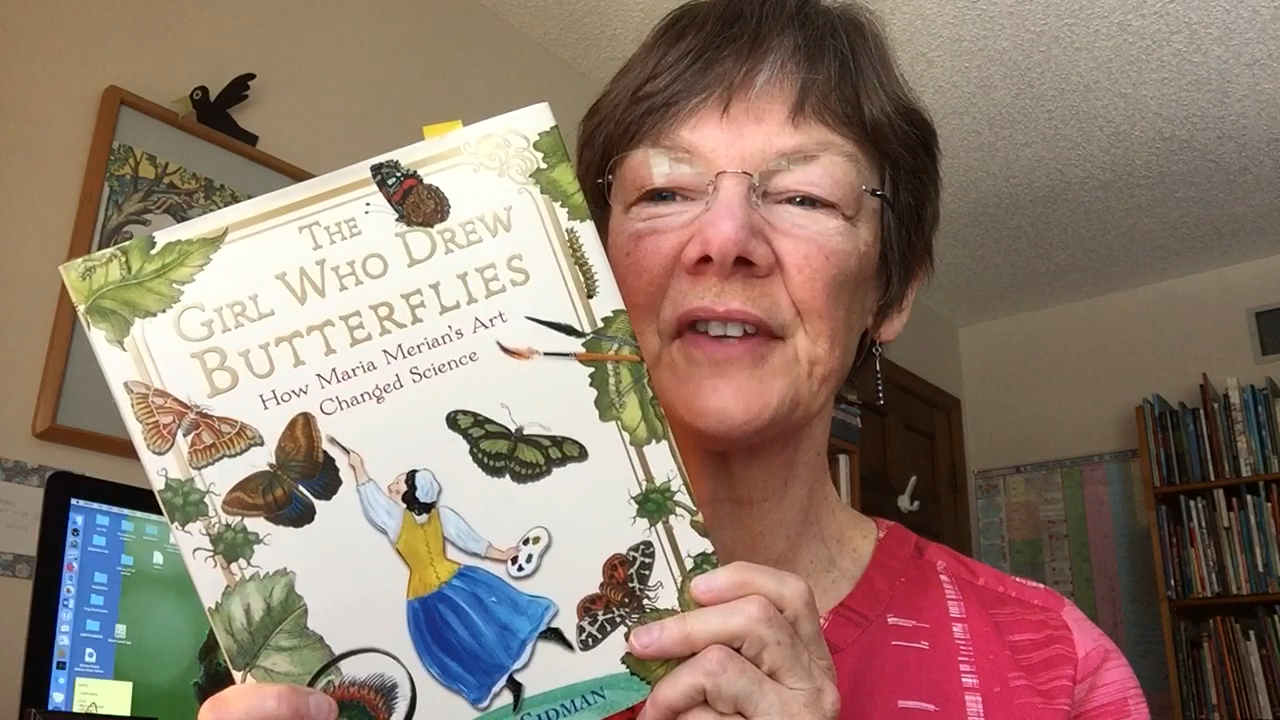 THE
GIRL WHO DREW
BUTTERFLIES
How Maria Merian's Art
Changed Science
SIDMAN